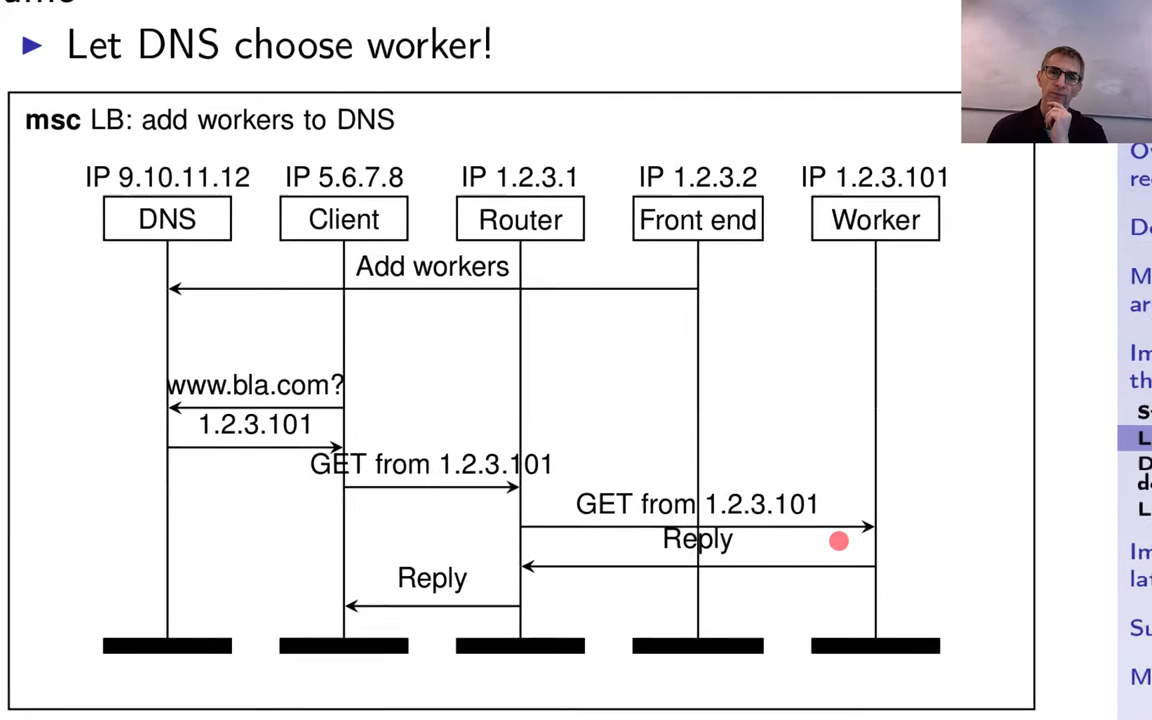 ▶ Let DNS choose worker!
msc LB: add workers to DNS
IP 9.10.11.12 IP 5.6.7.8 IP 1.2.3.1 IP 1.2.3.2 IP 1.2.3.101
DNS Client Router Front end Worker
Add workers
www.bla.com?
1.2.3.101
GET from 1.2.3.101
GET from 1.2.3.101
Reply
Reply